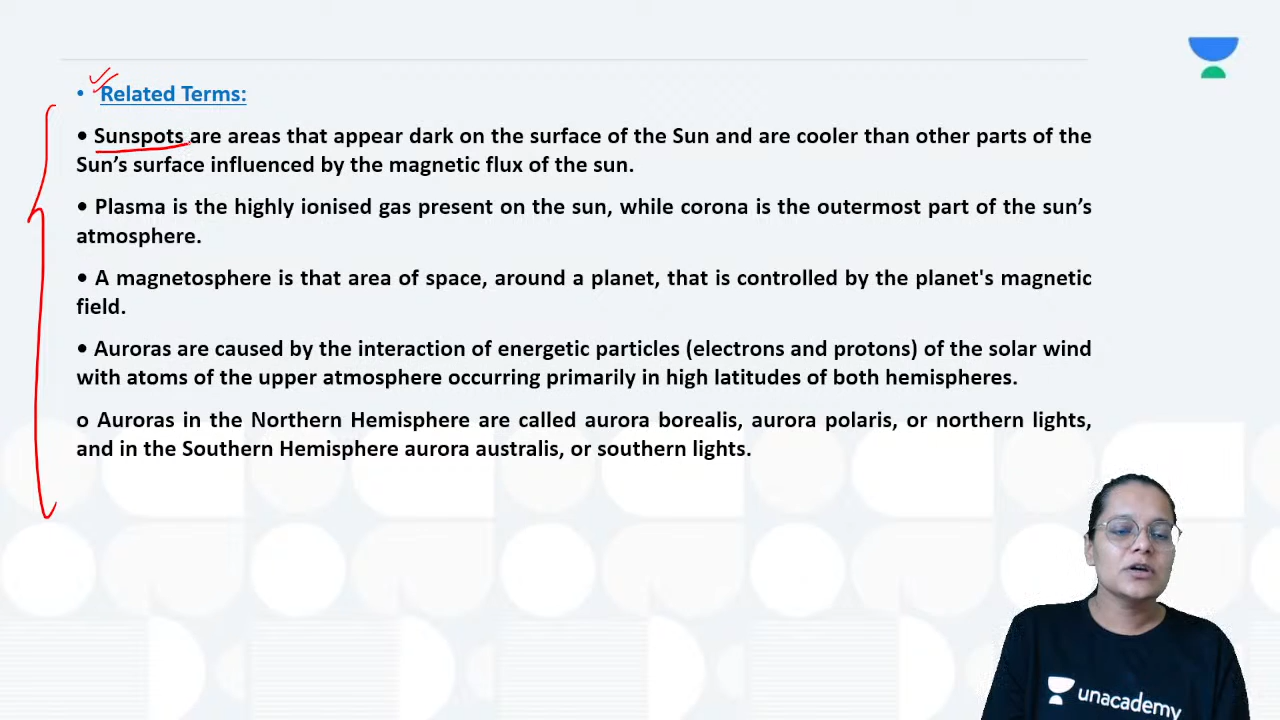 • Related Terms:
• Sunspots are areas that appear dark on the surface of the Sun and are cooler than other parts of the
Sun’s surface influenced by the magnetic flux of the sun.
• Plasma is the highly ionised gas present on the sun, while corona is the outermost part of the sun’s
atmosphere.
• A magnetosphere is that area of space, around a planet, that is controlled by the planet's magnetic
field.
• Auroras are caused by the interaction of energetic particles (electrons and protons) of the solar wind
with atoms of the upper atmosphere occurring primarily in high latitudes of both hemispheres.
o Auroras in the Northern Hemisphere are called aurora borealis, aurora polaris, or northern lights,
and in the Southern Hemisphere aurora australis, or southern lights.
unacademy